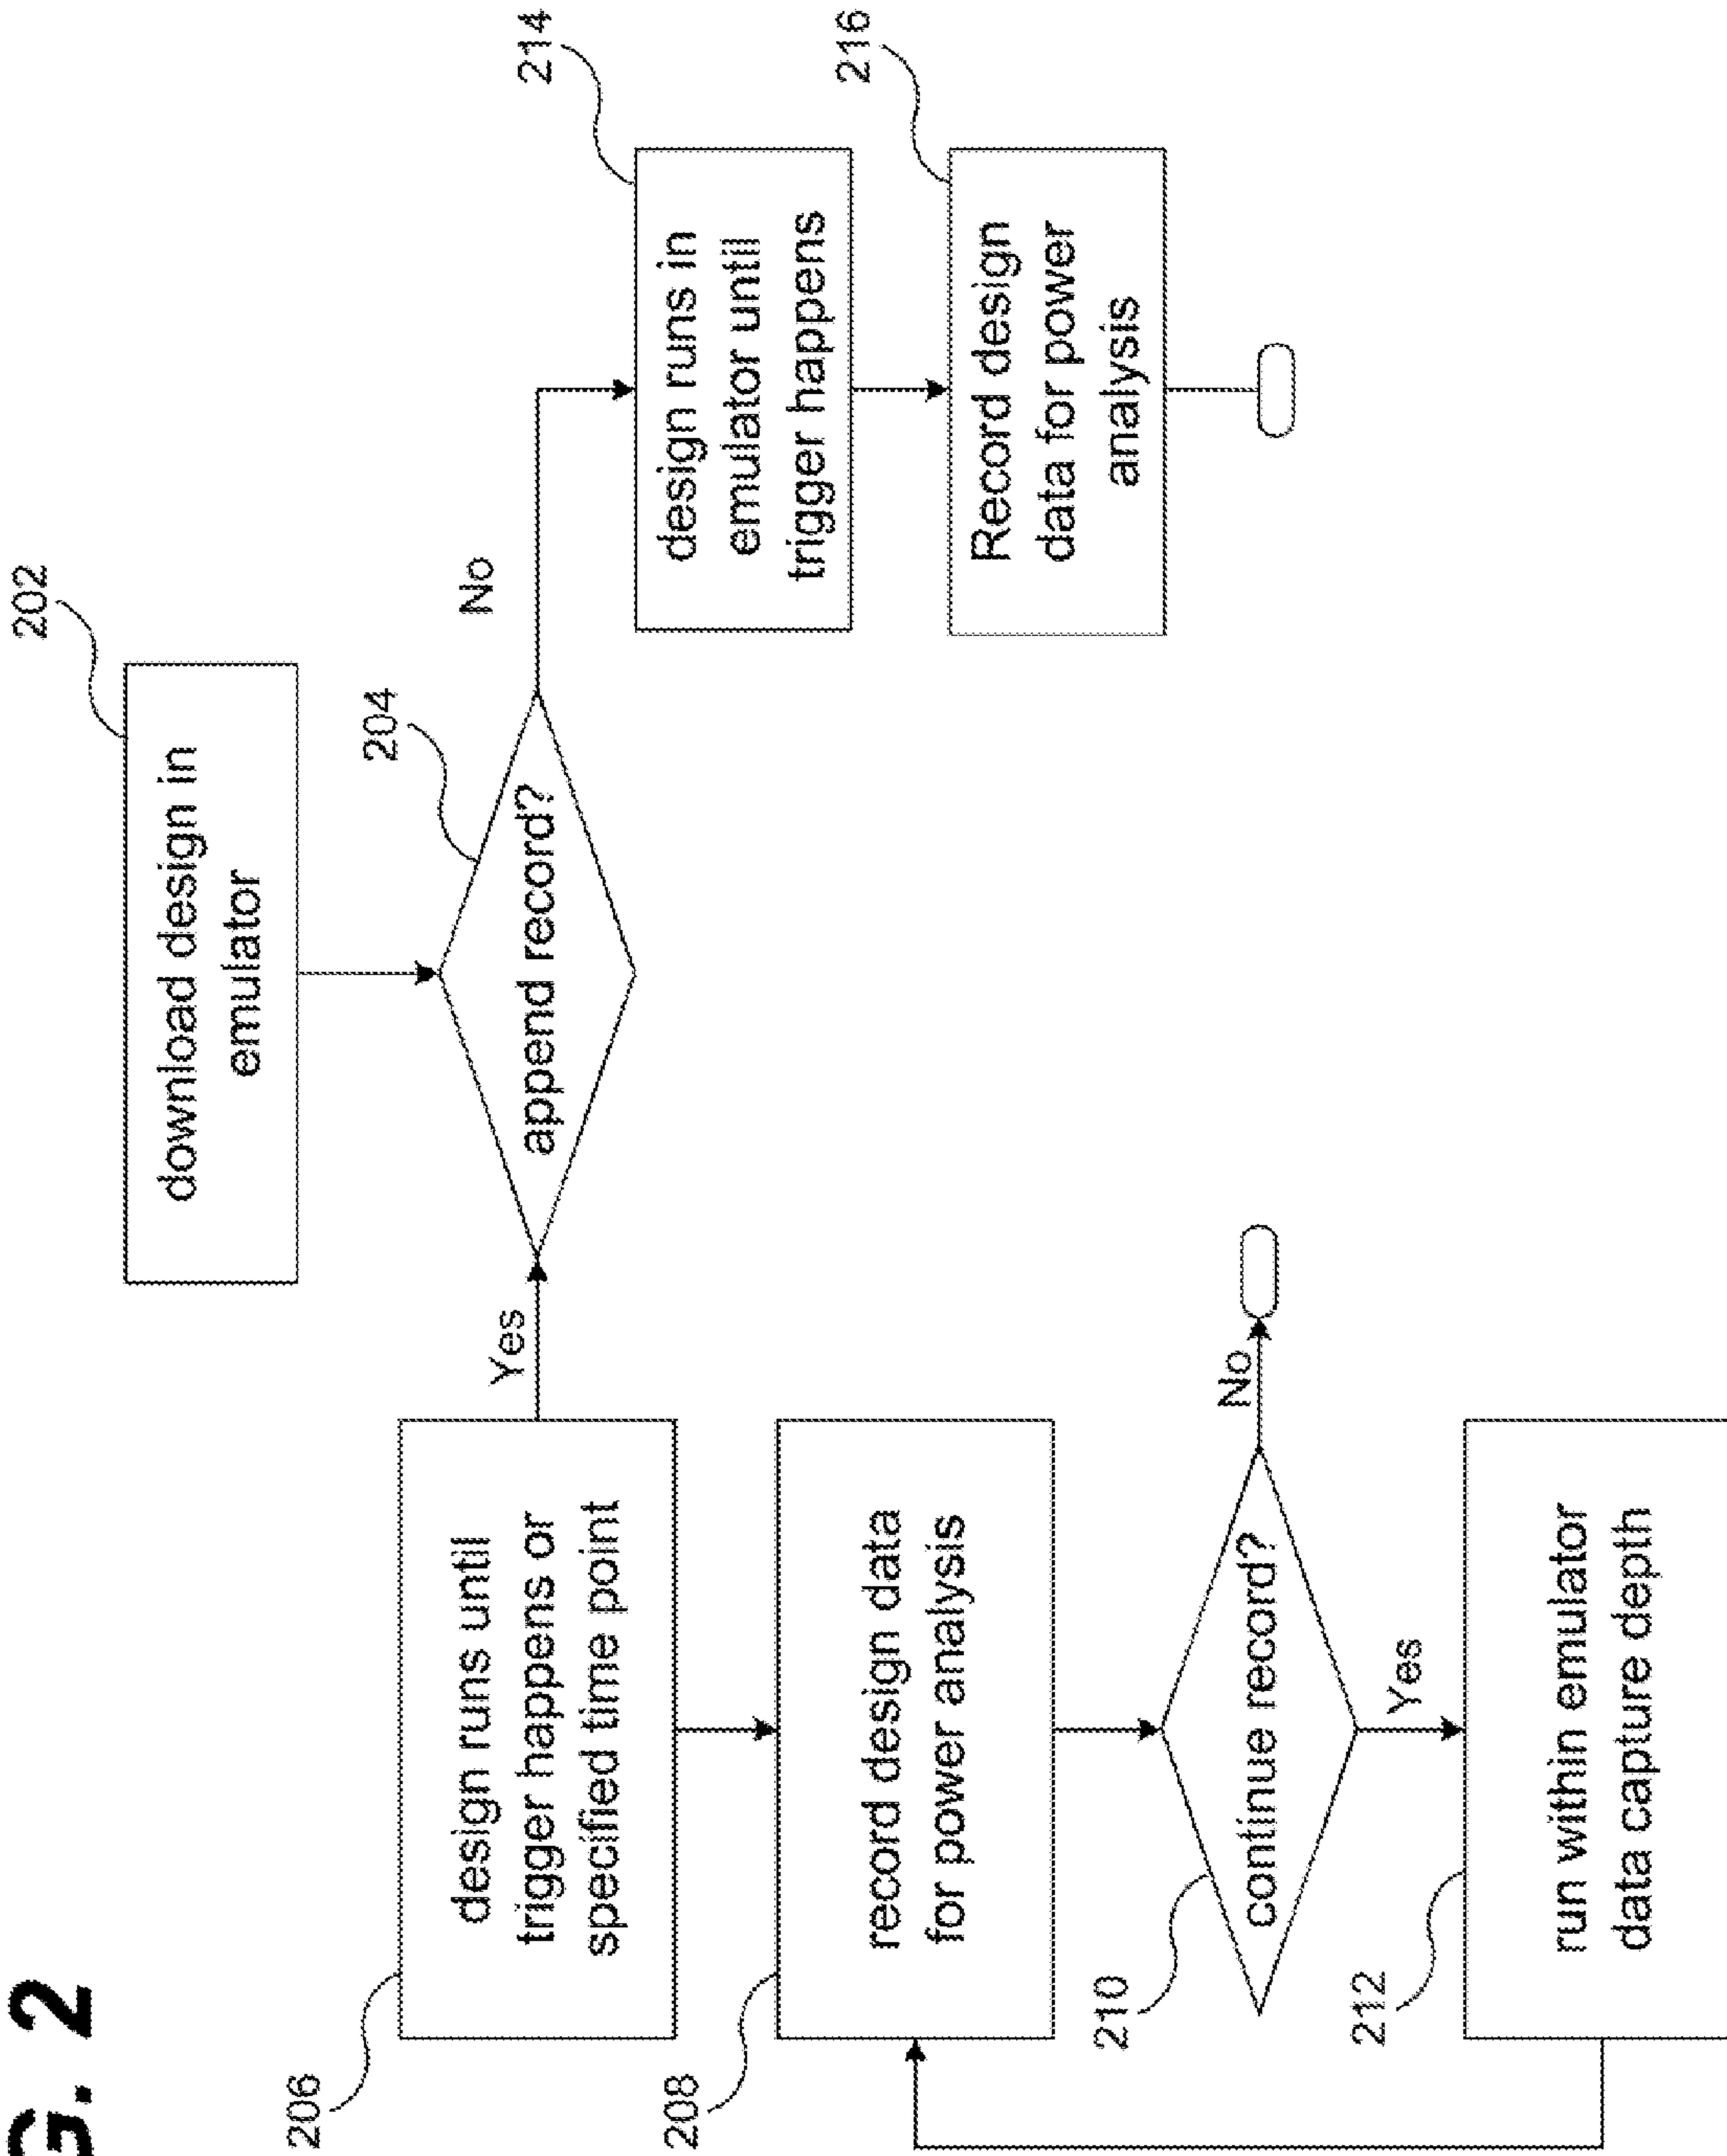 G. 2
202
download design in
emulator
204
append record?
Yes
No
206
design runs until
trigger happens or
specified time point
208
record design data
for power analysis
210
continue record?
No
Yes
212
run within emulator
data capture depth
214
design runs in
emulator until
trigger happens
216
Record design
data for power
analysis